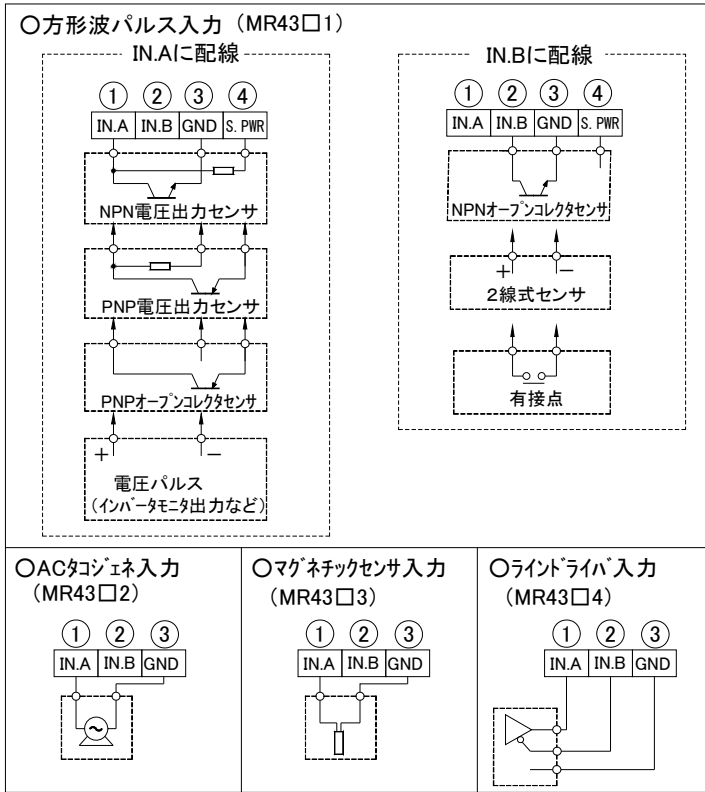 ○方形波パルス入力 (MR43□1)
IN.Aに配線
① ② ③ ④
IN.A IN.B GND S. PWR
NPN電圧出力センサ
PNP電圧出力センサ
PNPオープンコレクタセンサ
+ −
電圧パルス
(インバータモニタ出力など)
IN.Bに配線
① ② ③ ④
IN.A IN.B GND S. PWR
NPNオープンコレクタセンサ
+ −
2線式センサ
有接点
○ACタコジェネ入力
(MR43□2)
① ② ③
IN.A IN.B GND
○マグネチックセンサ入力
(MR43□3)
① ② ③
IN.A IN.B GND
○ラインドライバ入力
(MR43□4)
① ② ③
IN.A IN.B GND